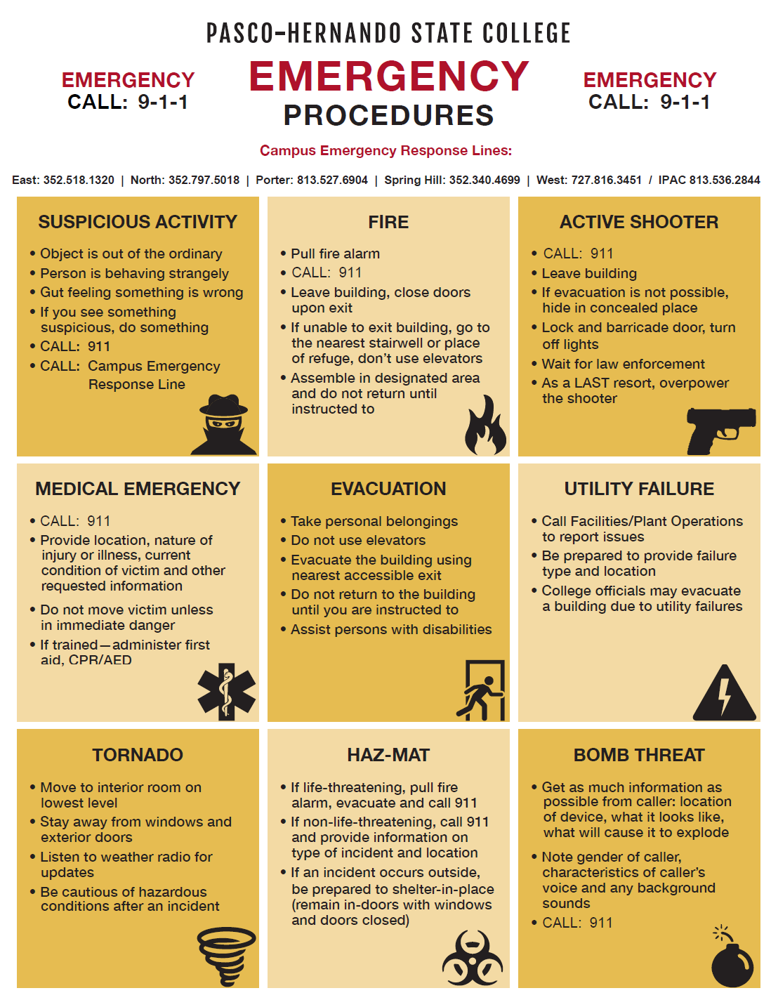 PASCO-HERNANDO STATE COLLEGE
EMERGENCY
CALL: 9-1-1
EMERGENCY
PROCEDURES
EMERGENCY
CALL: 9-1-1
Campus Emergency Response Lines:
East: 352.518.1320 | North: 352.797.5018 | Porter: 813.527.6904 | Spring Hill: 352.340.4699 | West: 727.816.3451 / IPAC 813.536.2844
SUSPICIOUS ACTIVITY
• Object is out of the ordinary
• Person is behaving strangely
• Gut feeling something is wrong
• If you see something
suspicious, do something
• CALL: 911
• CALL: Campus Emergency
Response Line
FIRE
• Pull fire alarm
• CALL: 911
• Leave building, close doors
upon exit
• If unable to exit building, go to
the nearest stairwell or place
of refuge, don't use elevators
• Assemble in designated area
and do not return until
instructed to
ACTIVE SHOOTER
• CALL: 911
• Leave building
• If evacuation is not possible,
hide in concealed place
• Lock and barricade door, turn
off lights
• Wait for law enforcement
• As a LAST resort, overpower
the shooter
MEDICAL EMERGENCY
• CALL: 911
• Provide location, nature of
injury or illness, current
condition of victim and other
requested information
• Do not move victim unless
in immediate danger
• If trained—administer first
aid, CPR/AED
EVACUATION
• Take personal belongings
• Do not use elevators
• Evacuate the building using
nearest accessible exit
• Do not return to the building
until you are instructed to
• Assist persons with disabilities
UTILITY FAILURE
• Call Facilities/Plant Operations
to report issues
• Be prepared to provide failure
type and location
• College officials may evacuate
a building due to utility failures
TORNADO
• Move to interior room on
lowest level
• Stay away from windows and
exterior doors
• Listen to weather radio for
updates
• Be cautious of hazardous
conditions after an incident
HAZ-MAT
• If life-threatening, pull fire
alarm, evacuate and call 911
• If non-life-threatening, call 911
and provide information on
type of incident and location
• If an incident occurs outside,
be prepared to shelter-in-place
(remain in-doors with windows
and doors closed)
BOMB THREAT
• Get as much information as
possible from caller: location
of device, what it looks like,
what will cause it to explode
• Note gender of caller,
characteristics of caller's
voice and any background
sounds
• CALL: 911